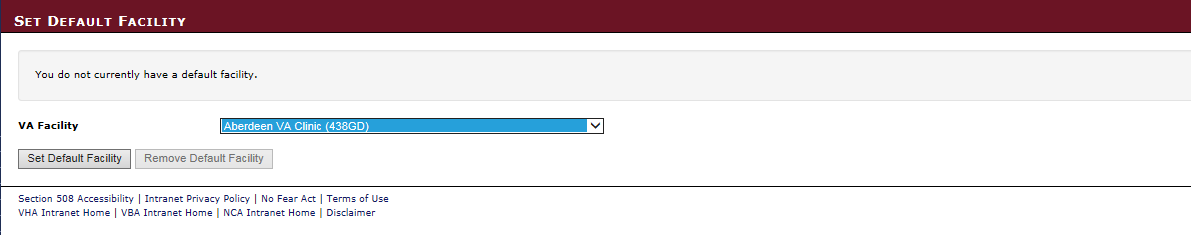 SET DEFAULT FACILITY
You do not currently have a default facility.
VA Facility Aberdeen VA Clinic (438GD)
Set Default Facility Remove Default Facility
Section 508 Accessibility | Intranet Privacy Policy | No Fear Act | Terms of Use
VHA Intranet Home | VBA Intranet Home | NCA Intranet Home | Disclaimer